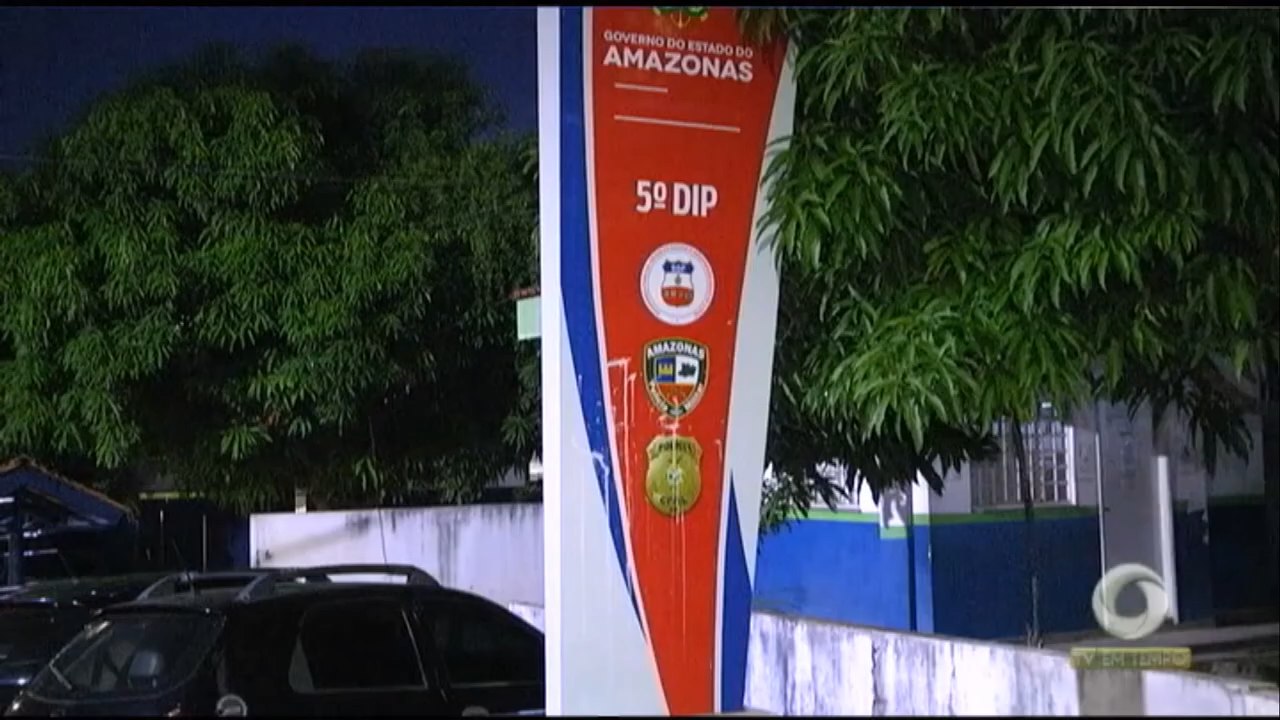 GOVERNO DO ESTADO DO
AMAZONAS
5º DIP
AMAZONAS
TV EM TEMPO